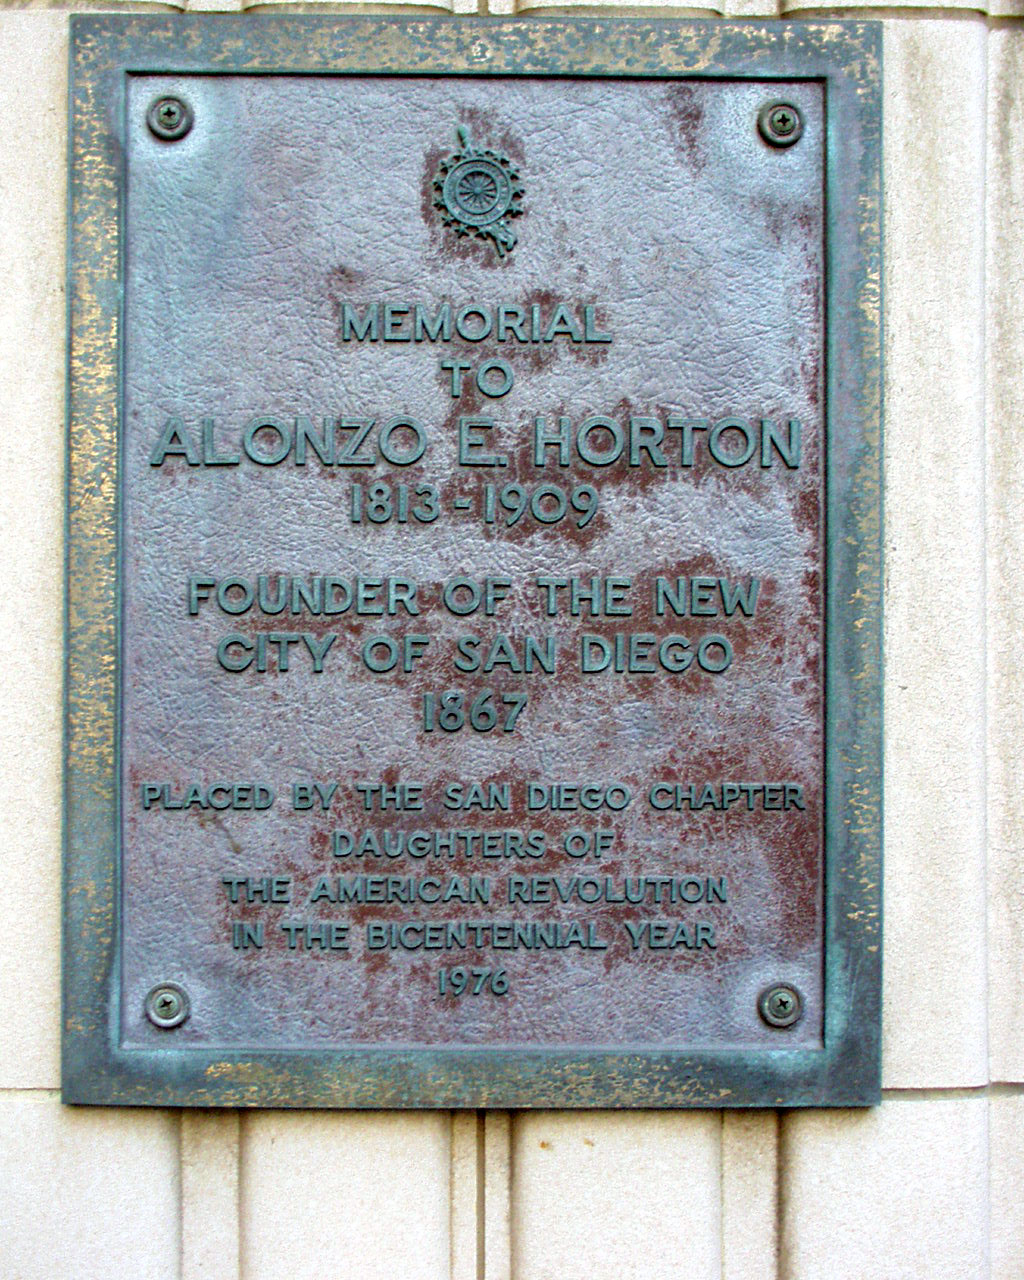 MEMORIAL
TO
ALONZO E. HORTON
1813-1909
FOUNDER OF THE NEW
CITY OF SAN DIEGO
1867
PLACED BY THE SAN DIEGO CHAPTER
DAUGHTERS OF
THE AMERICAN REVOLUTION
IN THE BICENTENNIAL YEAR
1976